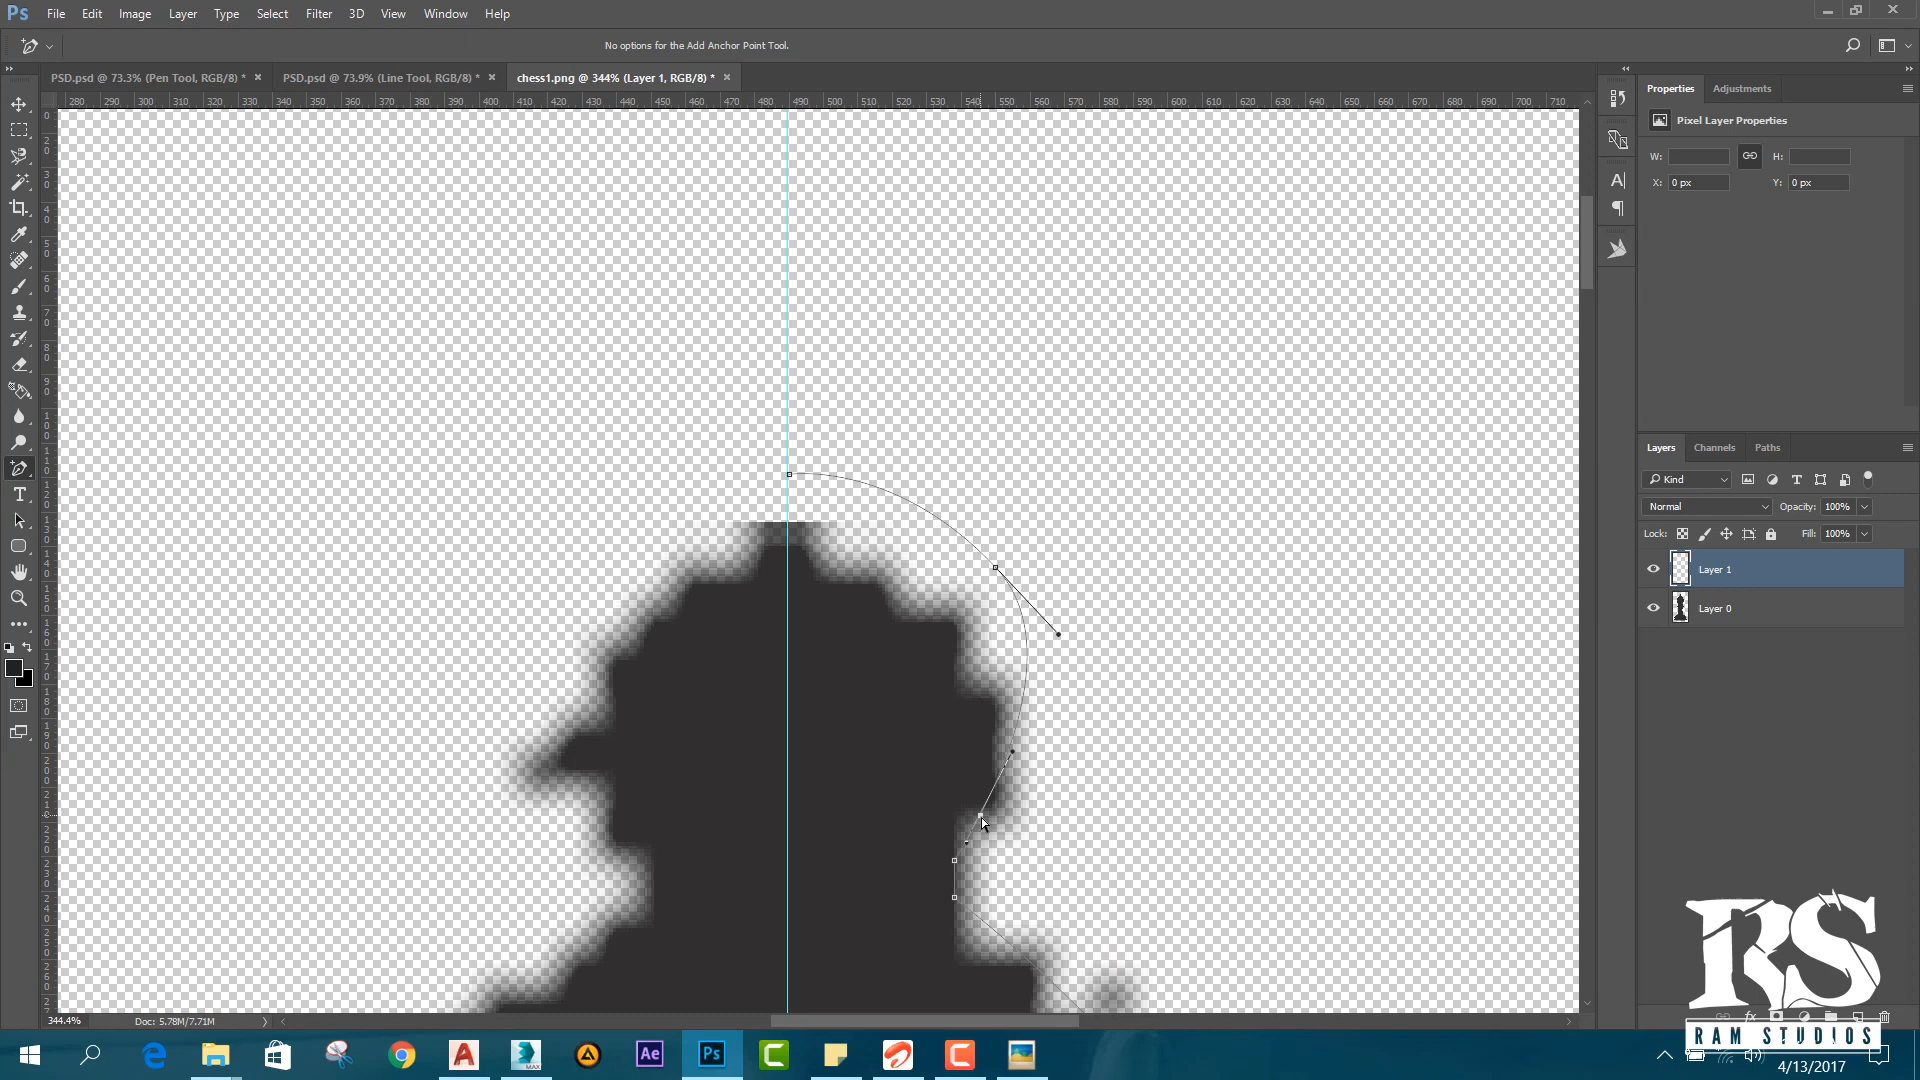 Ps File Edit Image Layer Type Select Filter 3D View Window Help
No options for the Add Anchor Point Tool.
PSD.psd @ 73.3% (Pen Tool, RGB/8) * × PSD.psd @ 73.9% (Line Tool, RGB/8) * × chess1.png @ 344% (Layer 1, RGB/8) * ×
280 290 300 310 320 330 340 350 360 370 380 390 400 410 420 430 440 450 460 470 480 490 500 510 520 530 540 550 560 570 580 590 600 610 620 630 640 650 660 670 680 690 700 710
Properties Adjustments
Pixel Layer Properties
W: H:
X: 0 px Y: 0 px
Layers Channels Paths
Kind
Normal Opacity: 100%
Lock: Fill: 100%
Layer 1
Layer 0
344.4% Doc: 5.78M/7.71M
RS
RAM STUDIOS
Ae Ps
MAX
4/13/2017